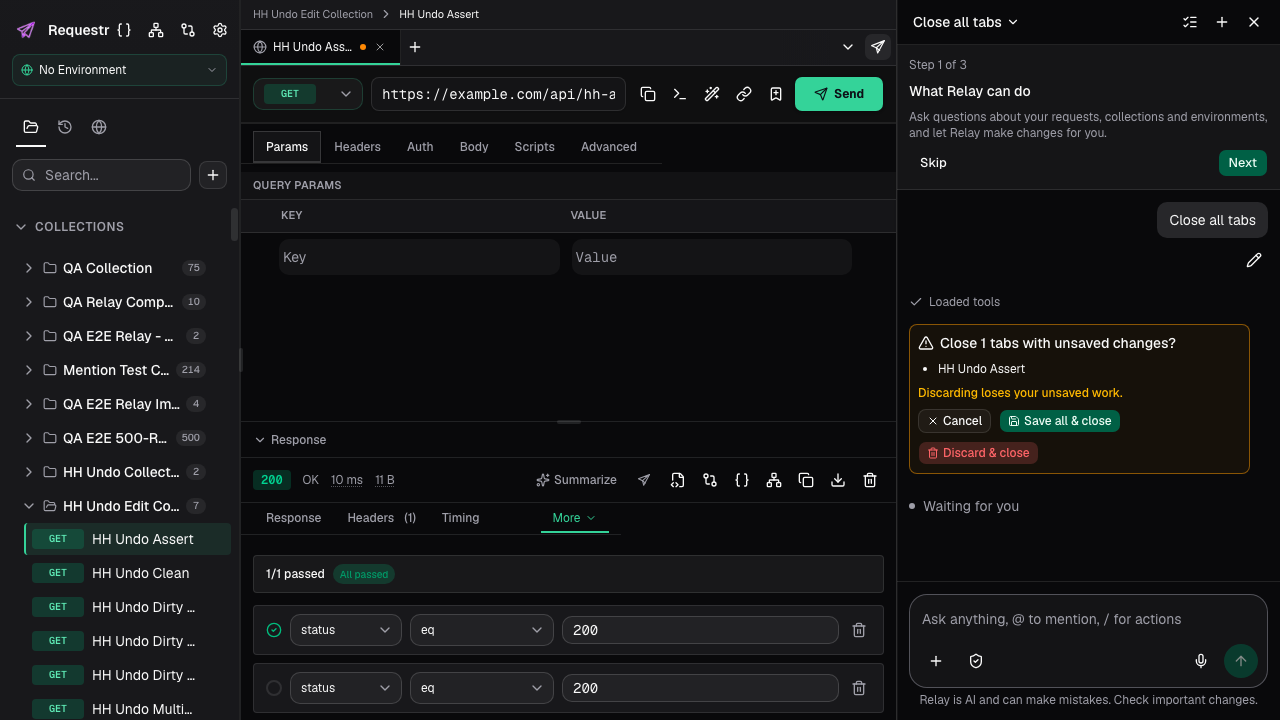 Requestr
No Environment
Search...
COLLECTIONS
QA Collection 75
QA Relay Comp... 10
QA E2E Relay - ... 2
Mention Test C... 214
QA E2E Relay Im... 4
QA E2E 500-R... 500
HH Undo Collect... 2
HH Undo Edit Co... 7
GET HH Undo Assert
GET HH Undo Clean
GET HH Undo Dirty ...
GET HH Undo Dirty ...
GET HH Undo Dirty ...
GET HH Undo Multi...
HH Undo Edit Collection > HH Undo Assert
HH Undo Ass...
GET https://example.com/api/hh-a Send
Params Headers Auth Body Scripts Advanced
QUERY PARAMS
KEY VALUE
Key Value
Response
200 OK 10 ms 11 B Summarize
Response Headers (1) Timing More
1/1 passed All passed
status eq 200
status eq 200
Close all tabs
Step 1 of 3
What Relay can do
Ask questions about your requests, collections and environments,
and let Relay make changes for you.
Skip Next
Close all tabs
Loaded tools
Close 1 tabs with unsaved changes?
• HH Undo Assert
Discarding loses your unsaved work.
Cancel Save all & close
Discard & close
Waiting for you
Ask anything, @ to mention, / for actions
Relay is AI and can make mistakes. Check important changes.